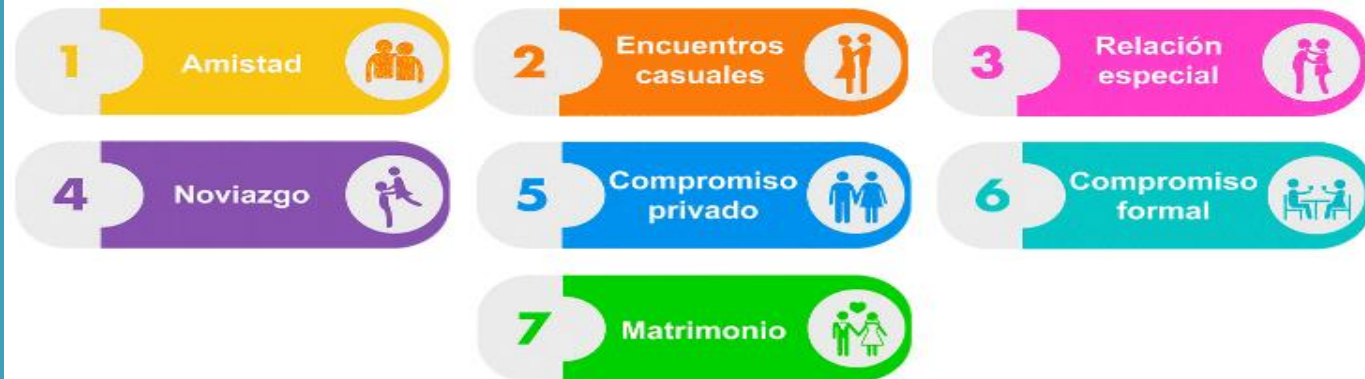 1
Amistad
2
Encuentros
casuales
3
Relación
especial
4
Noviazgo
5
Compromiso
privado
6
Compromiso
formal
7
Matrimonio